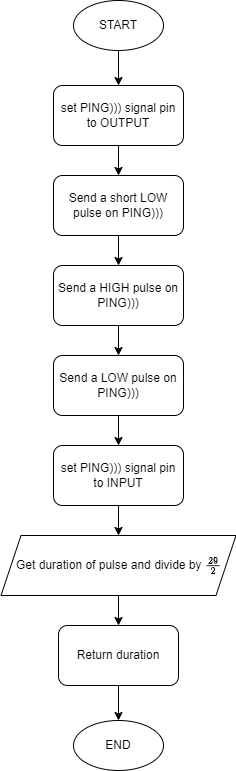 START
set PING))) signal pin
to OUTPUT
Send a short LOW
pulse on PING)))
Send a HIGH pulse on
PING)))
Send a LOW pulse on
PING)))
set PING))) signal pin
to INPUT
Get duration of pulse and divide by 29/2
Return duration
END